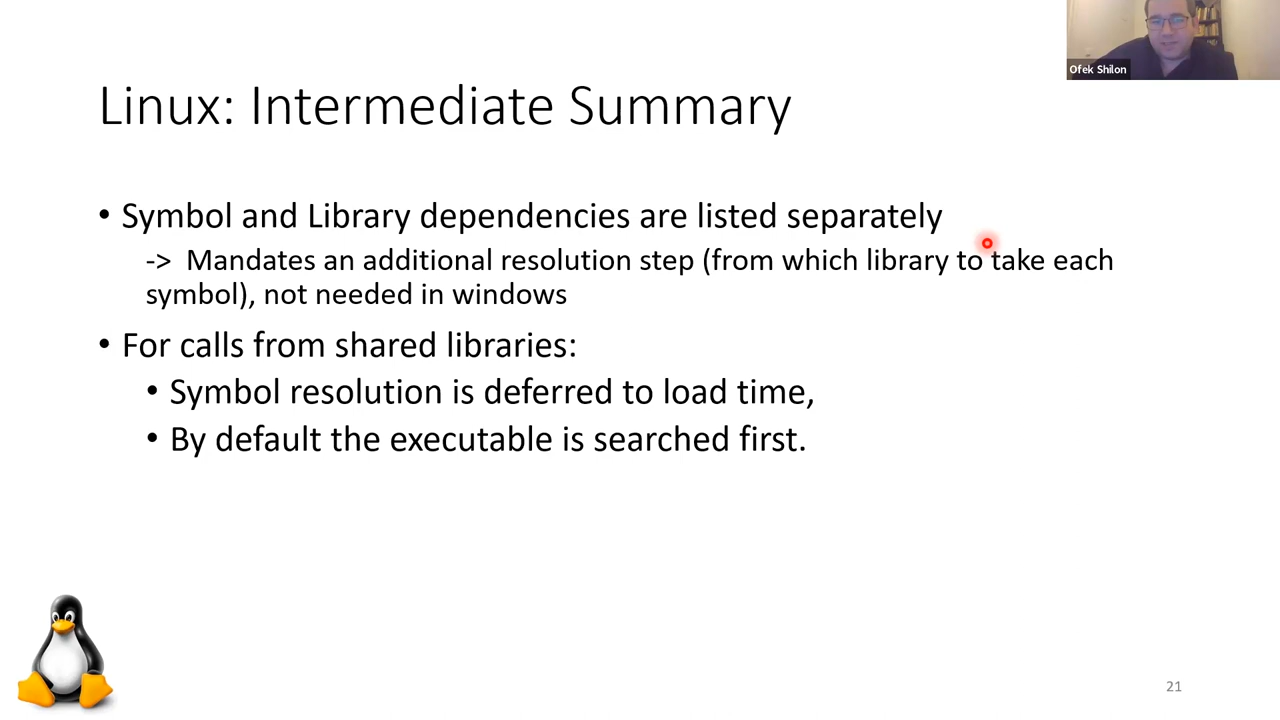 Ofek Shilon
Linux: Intermediate Summary
• Symbol and Library dependencies are listed separately
-> Mandates an additional resolution step (from which library to take each
symbol), not needed in windows
• For calls from shared libraries:
• Symbol resolution is deferred to load time,
• By default the executable is searched first.
21